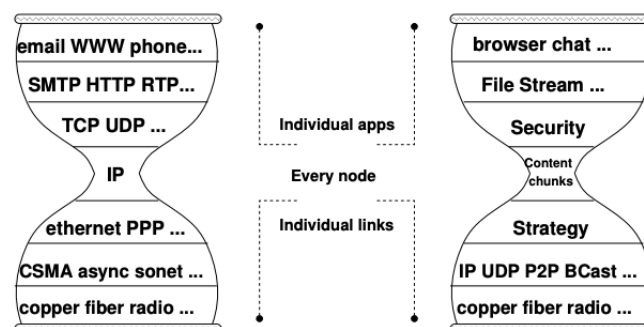 email WWW phone...
SMTP HTTP RTP...
TCP UDP ...
IP
ethernet PPP ...
CSMA async sonet ...
copper fiber radio ...
Individual apps
Every node
Individual links
browser chat ...
File Stream ...
Security
Content
chunks
Strategy
IP UDP P2P BCast ...
copper fiber radio ...